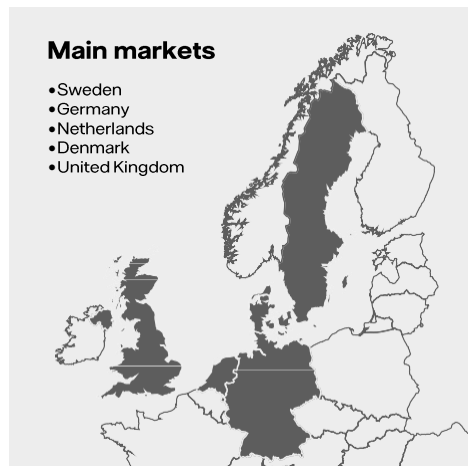 Main markets
•Sweden
•Germany
•Netherlands
•Denmark
•United Kingdom